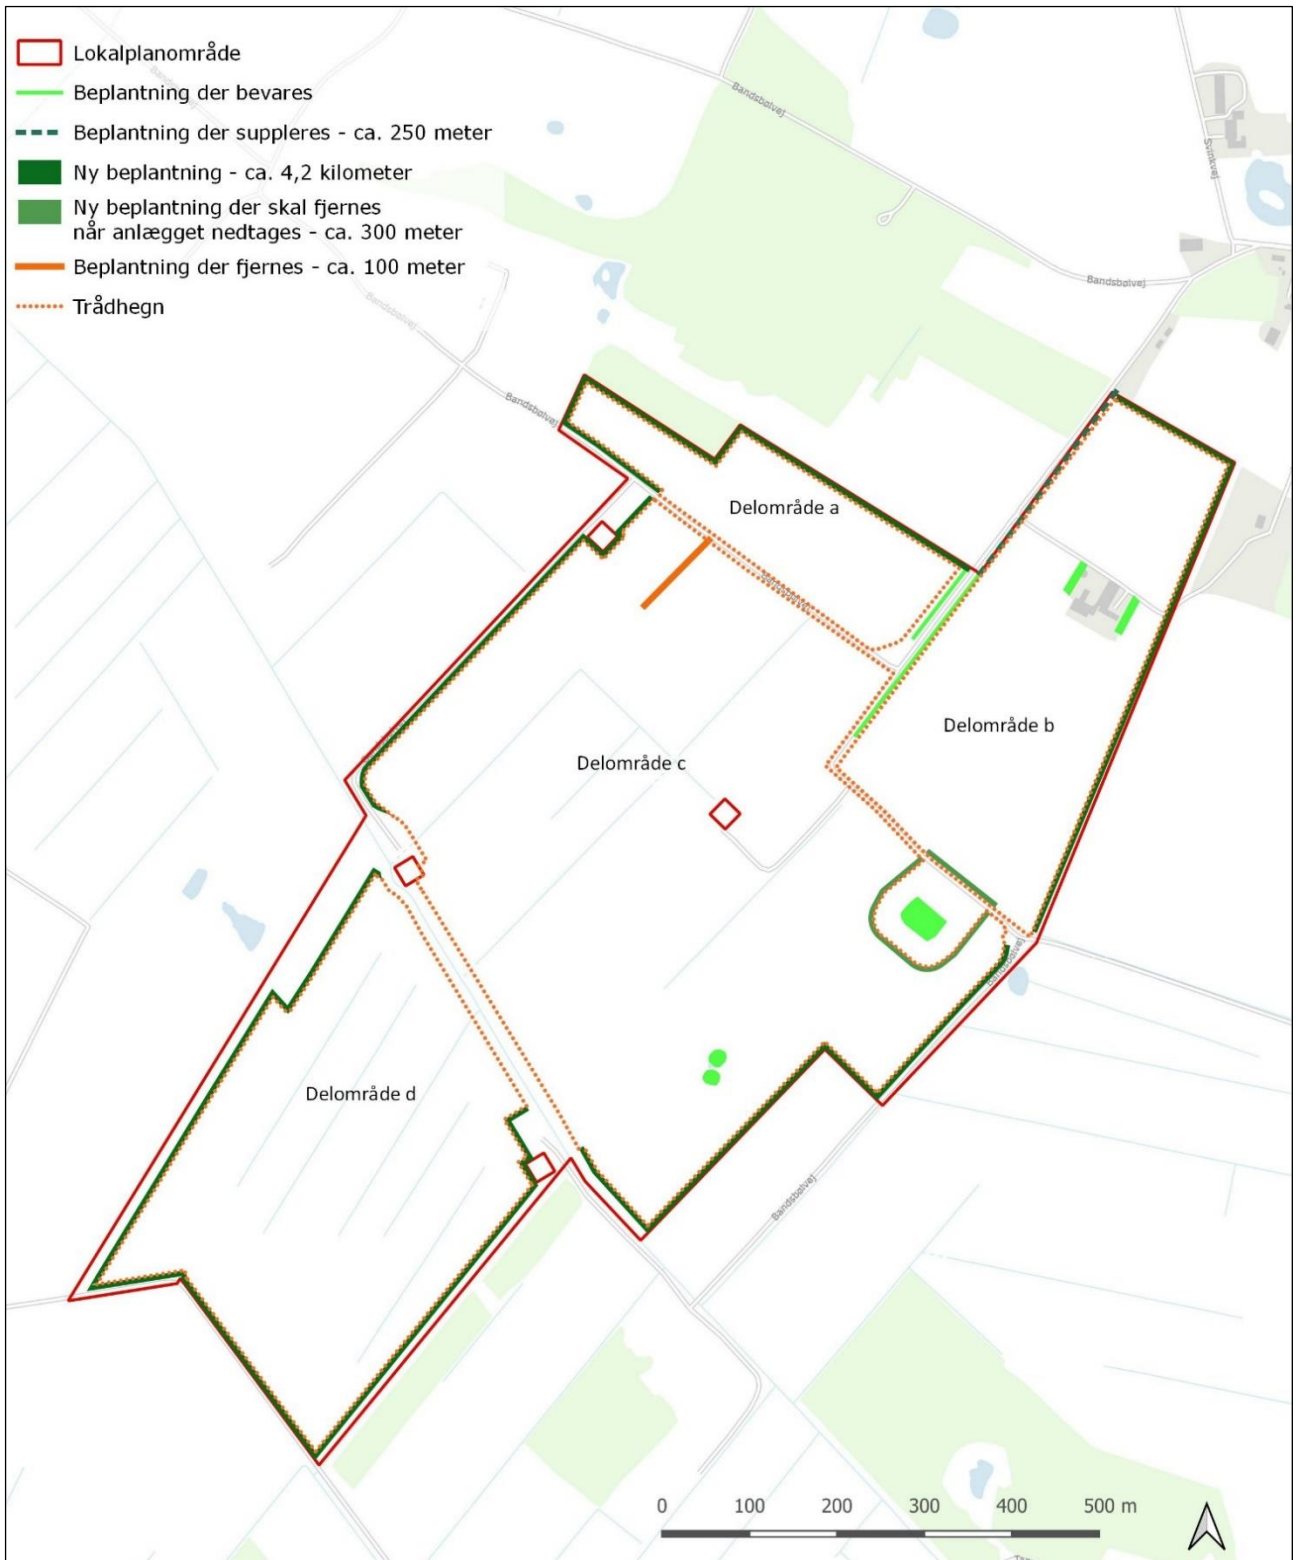 Lokalplanområde
Beplantning der bevares
Beplantning der suppleres - ca. 250 meter
Ny beplantning - ca. 4,2 kilometer
Ny beplantning der skal fjernes
når anlægget nedtages - ca. 300 meter
Beplantning der fjernes - ca. 100 meter
Trådhegn
Bandsbølvej
Svinkvej
Bandsbølvej
Bandsbølvej
Bandsbølvej
Delområde a
Delområde b
Delområde c
Bandsbølvej
Delområde d
Bandsbølvej
0 100 200 300 400 500 m